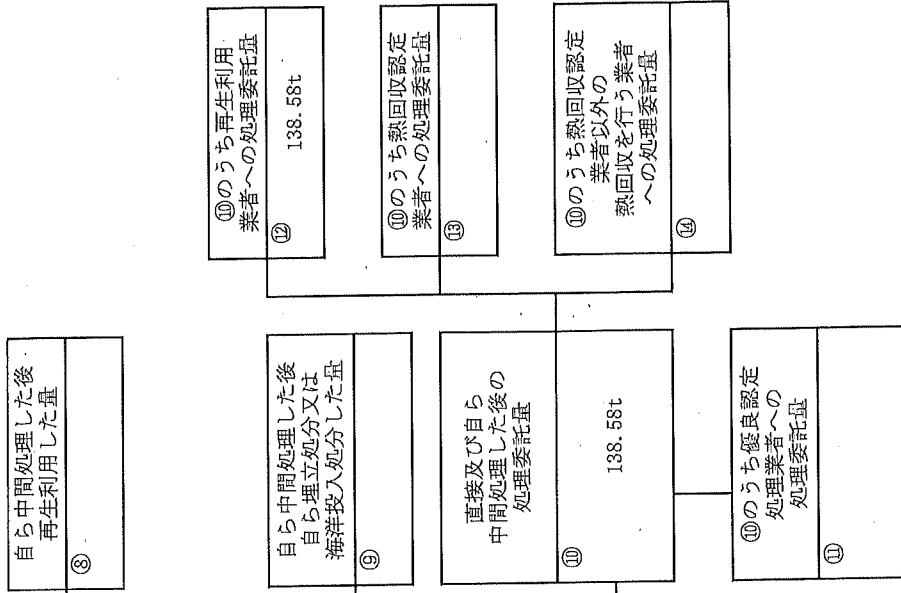 自ら中間処理した後
再生利用した量
⑧
自ら中間処理した後
自ら埋立処分又は
海洋投入処分した量
⑨
直接及び自ら
中間処理した後の
処理委託量
⑩
138.58t
⑩のうち優良認定
処理業者への
処理委託量
⑪
⑩のうち再生利用
業者への処理委託量
⑫
138.58t
⑩のうち熱回収認定
業者への処理委託量
⑬
⑩のうち熱回収認定
業者以外の
熱回収を行う業者
への処理委託量
⑭